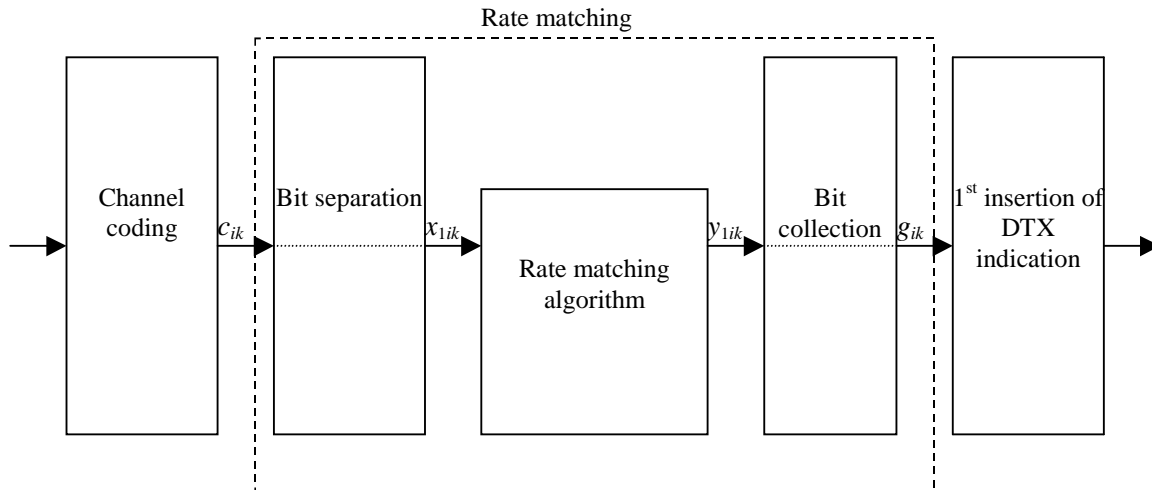 Rate matching
Channel
coding
c_ik
Bit separation
x_1ik
Rate matching
algorithm
y_1ik
Bit
collection
g_ik
1st insertion of
DTX
indication